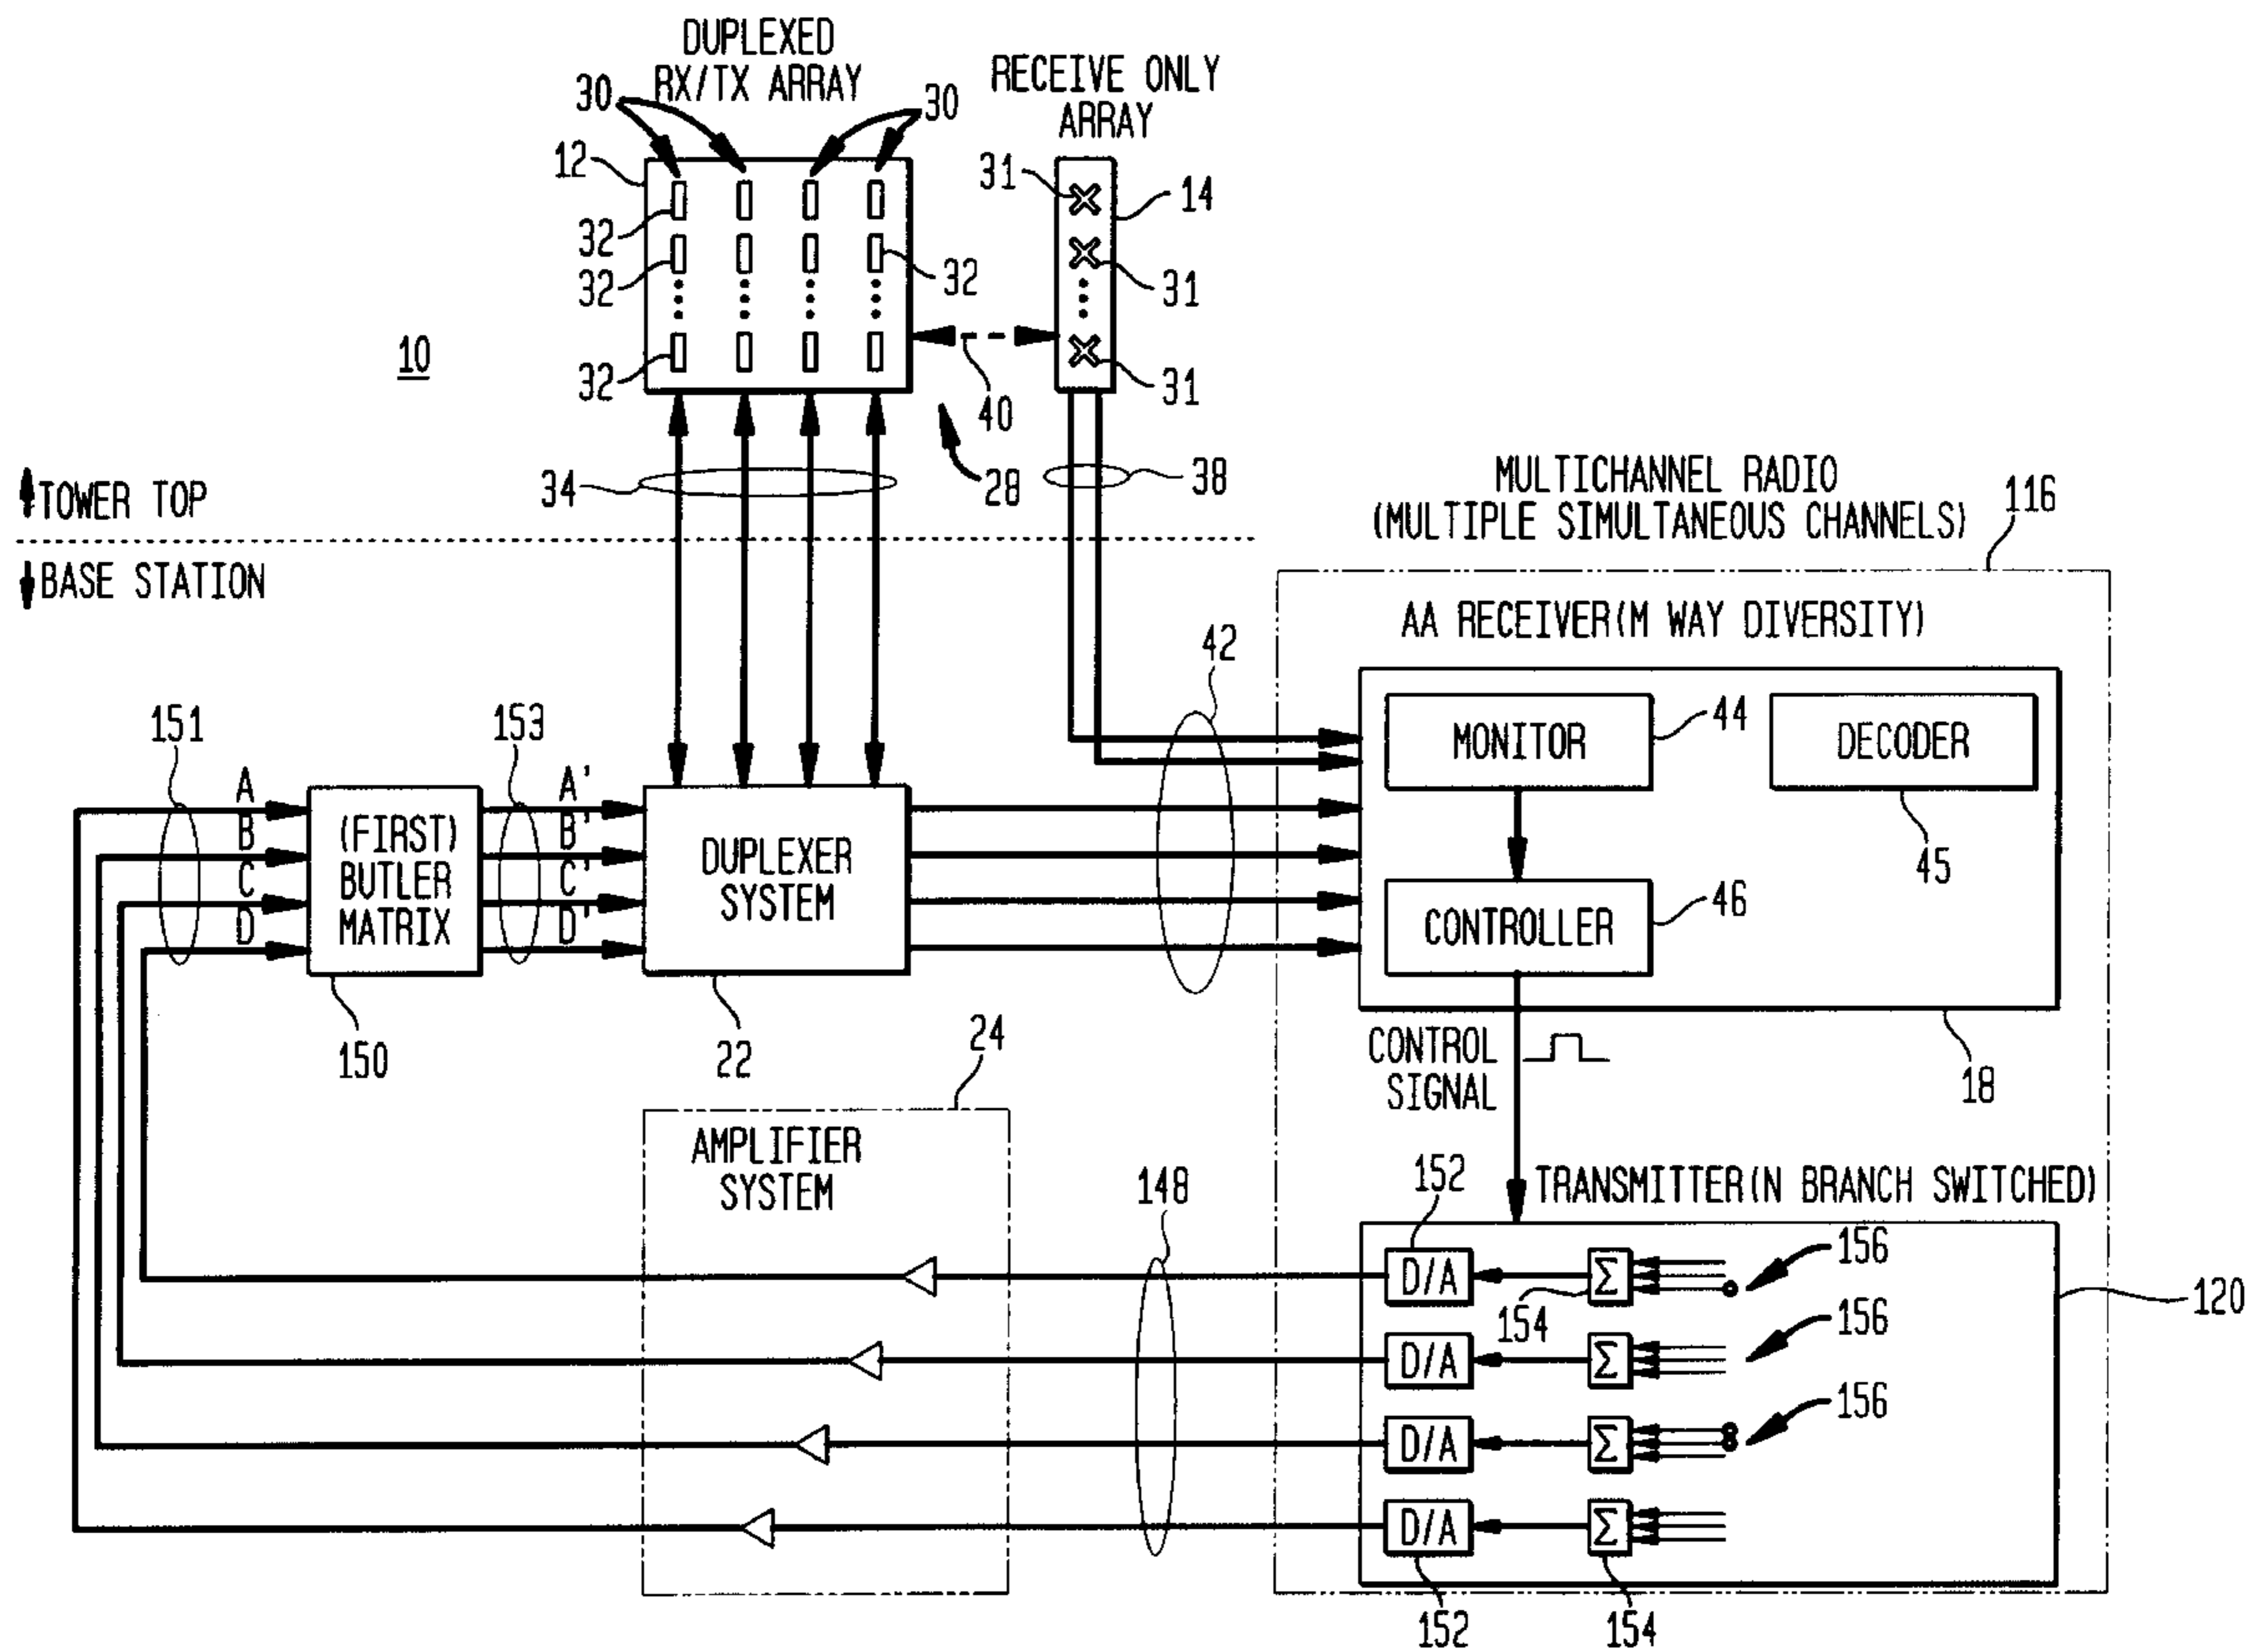 DUPLEXED
RX/TX ARRAY
RECEIVE ONLY
ARRAY
30
30
12
31
14
32
32
32
31
10
32
40
31
34
28
38
↑TOWER TOP
↓BASE STATION
MULTICHANNEL RADIO
(MULTIPLE SIMULTANEOUS CHANNELS)
116
AA RECEIVER(M WAY DIVERSITY)
42
151
153
MONITOR
44
DECODER
45
A
B
C
D
(FIRST)
BUTLER
MATRIX
A'
B'
C'
D'
DUPLEXER
SYSTEM
CONTROLLER
46
150
22
24
CONTROL
SIGNAL
18
AMPLIFIER
SYSTEM
148
152
TRANSMITTER(N BRANCH SWITCHED)
D/A
Σ
156
154
120
D/A
Σ
156
D/A
Σ
156
D/A
Σ
152
154